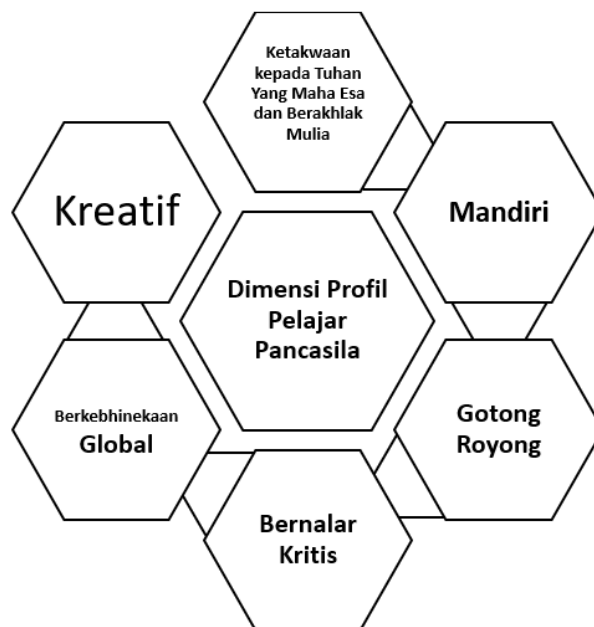 Ketakwaan
kepada Tuhan
Yang Maha Esa
dan Berakhlak
Mulia
Kreatif
Mandiri
Dimensi Profil
Pelajar
Pancasila
Berkebhinekaan
Global
Gotong
Royong
Bernalar
Kritis